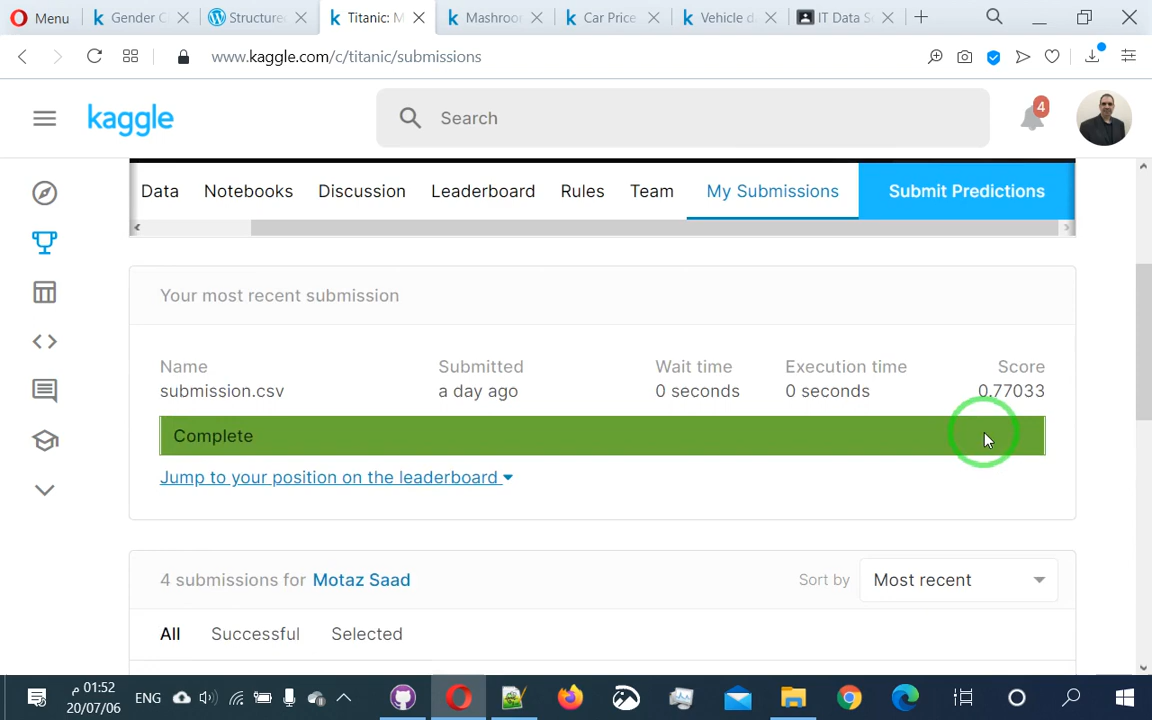 Menu
Gender C
Structure
Titanic: M
Mashroo
Car Price
Vehicle d
IT Data S
www.kaggle.com/c/titanic/submissions
kaggle
Search
4
Data Notebooks Discussion Leaderboard Rules Team My Submissions Submit Predictions
Your most recent submission
Name Submitted Wait time Execution time Score
submission.csv a day ago 0 seconds 0 seconds 0.77033
Complete
Jump to your position on the leaderboard
4 submissions for Motaz Saad
Sort by Most recent
All Successful Selected
01:52 م
20/07/06
ENG